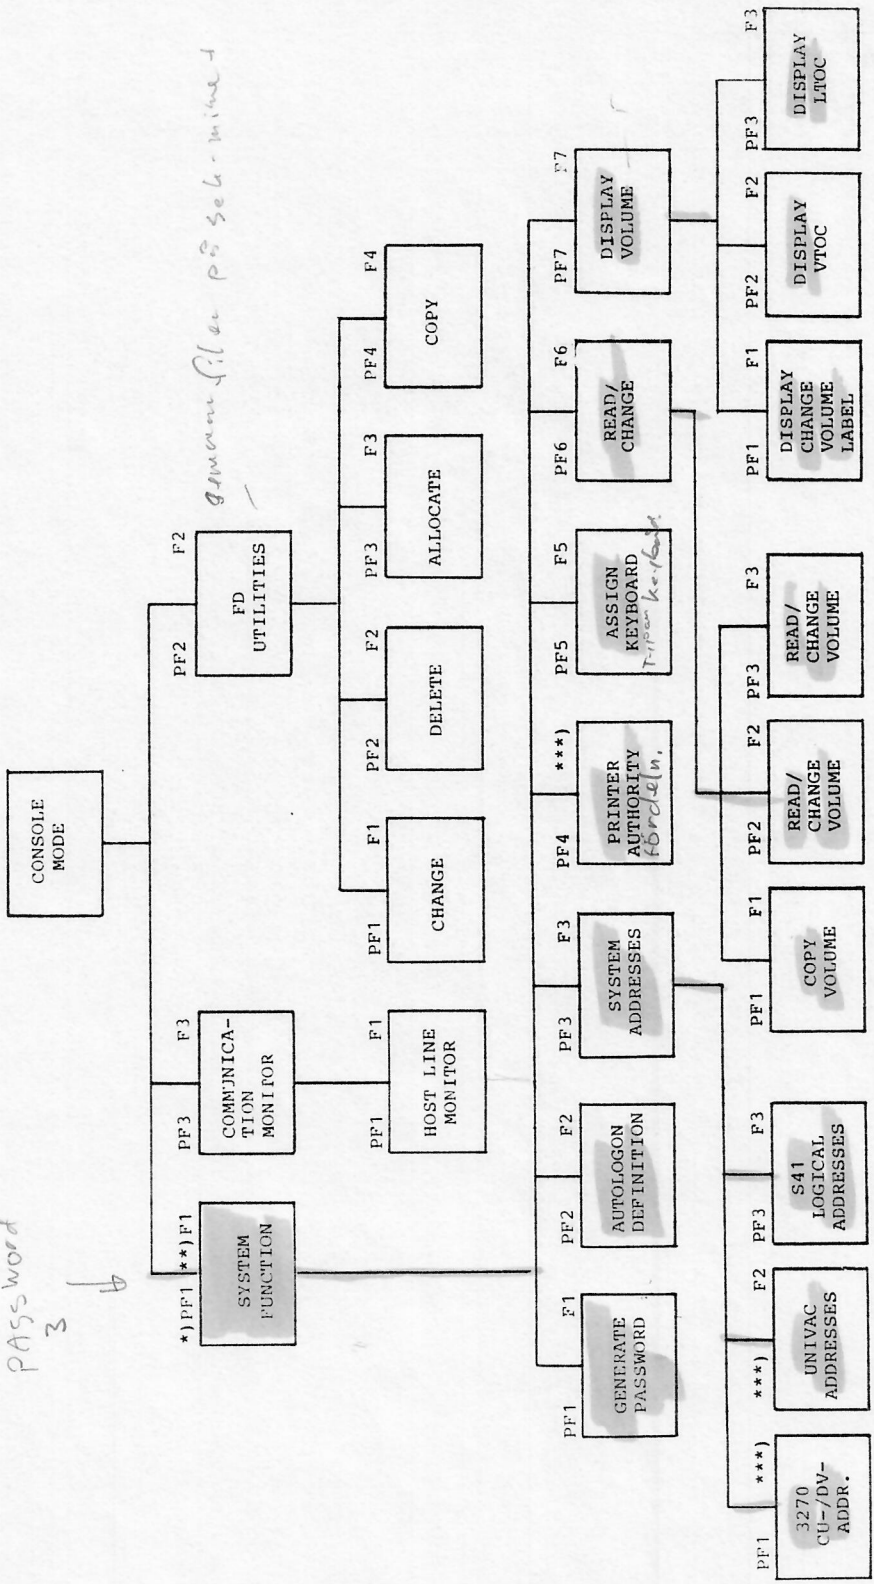 PASSWORD
3
CONSOLE
MODE
*)PF1 **)F1
SYSTEM
FUNCTION
PF3 F3
COMMUNICA-
TION
MONITOR
PF2 F2
FD
UTILITIES
PF1 F1
HOST LINE
MONITOR
PF1 F1
CHANGE
PF2 F2
DELETE
PF3 F3
ALLOCATE
PF4 F4
COPY
PF1 F1
GENERATE
PASSWORD
PF2 F2
AUTOLOGON
DEFINITION
PF3 F3
SYSTEM
ADDRESSES
PF4 ***)
PRINTER
AUTHORITY
fördeln.
PF5 F5
ASSIGN
KEYBOARD
PF6 F6
READ/
CHANGE
PF7 F7
DISPLAY
VOLUME
PF1 ***)
3270
CU-/DV-
ADDR.
***) F2
UNIVAC
ADDRESSES
PF3 F3
S41
LOGICAL
ADDRESSES
PF1 F1
COPY
VOLUME
PF2 F2
READ/
CHANGE
VOLUME
PF3 F3
READ/
CHANGE
VOLUME
PF1 F1
DISPLAY
CHANGE
VOLUME
LABEL
PF2 F2
DISPLAY
VTOC
PF3 F3
DISPLAY
LTOC